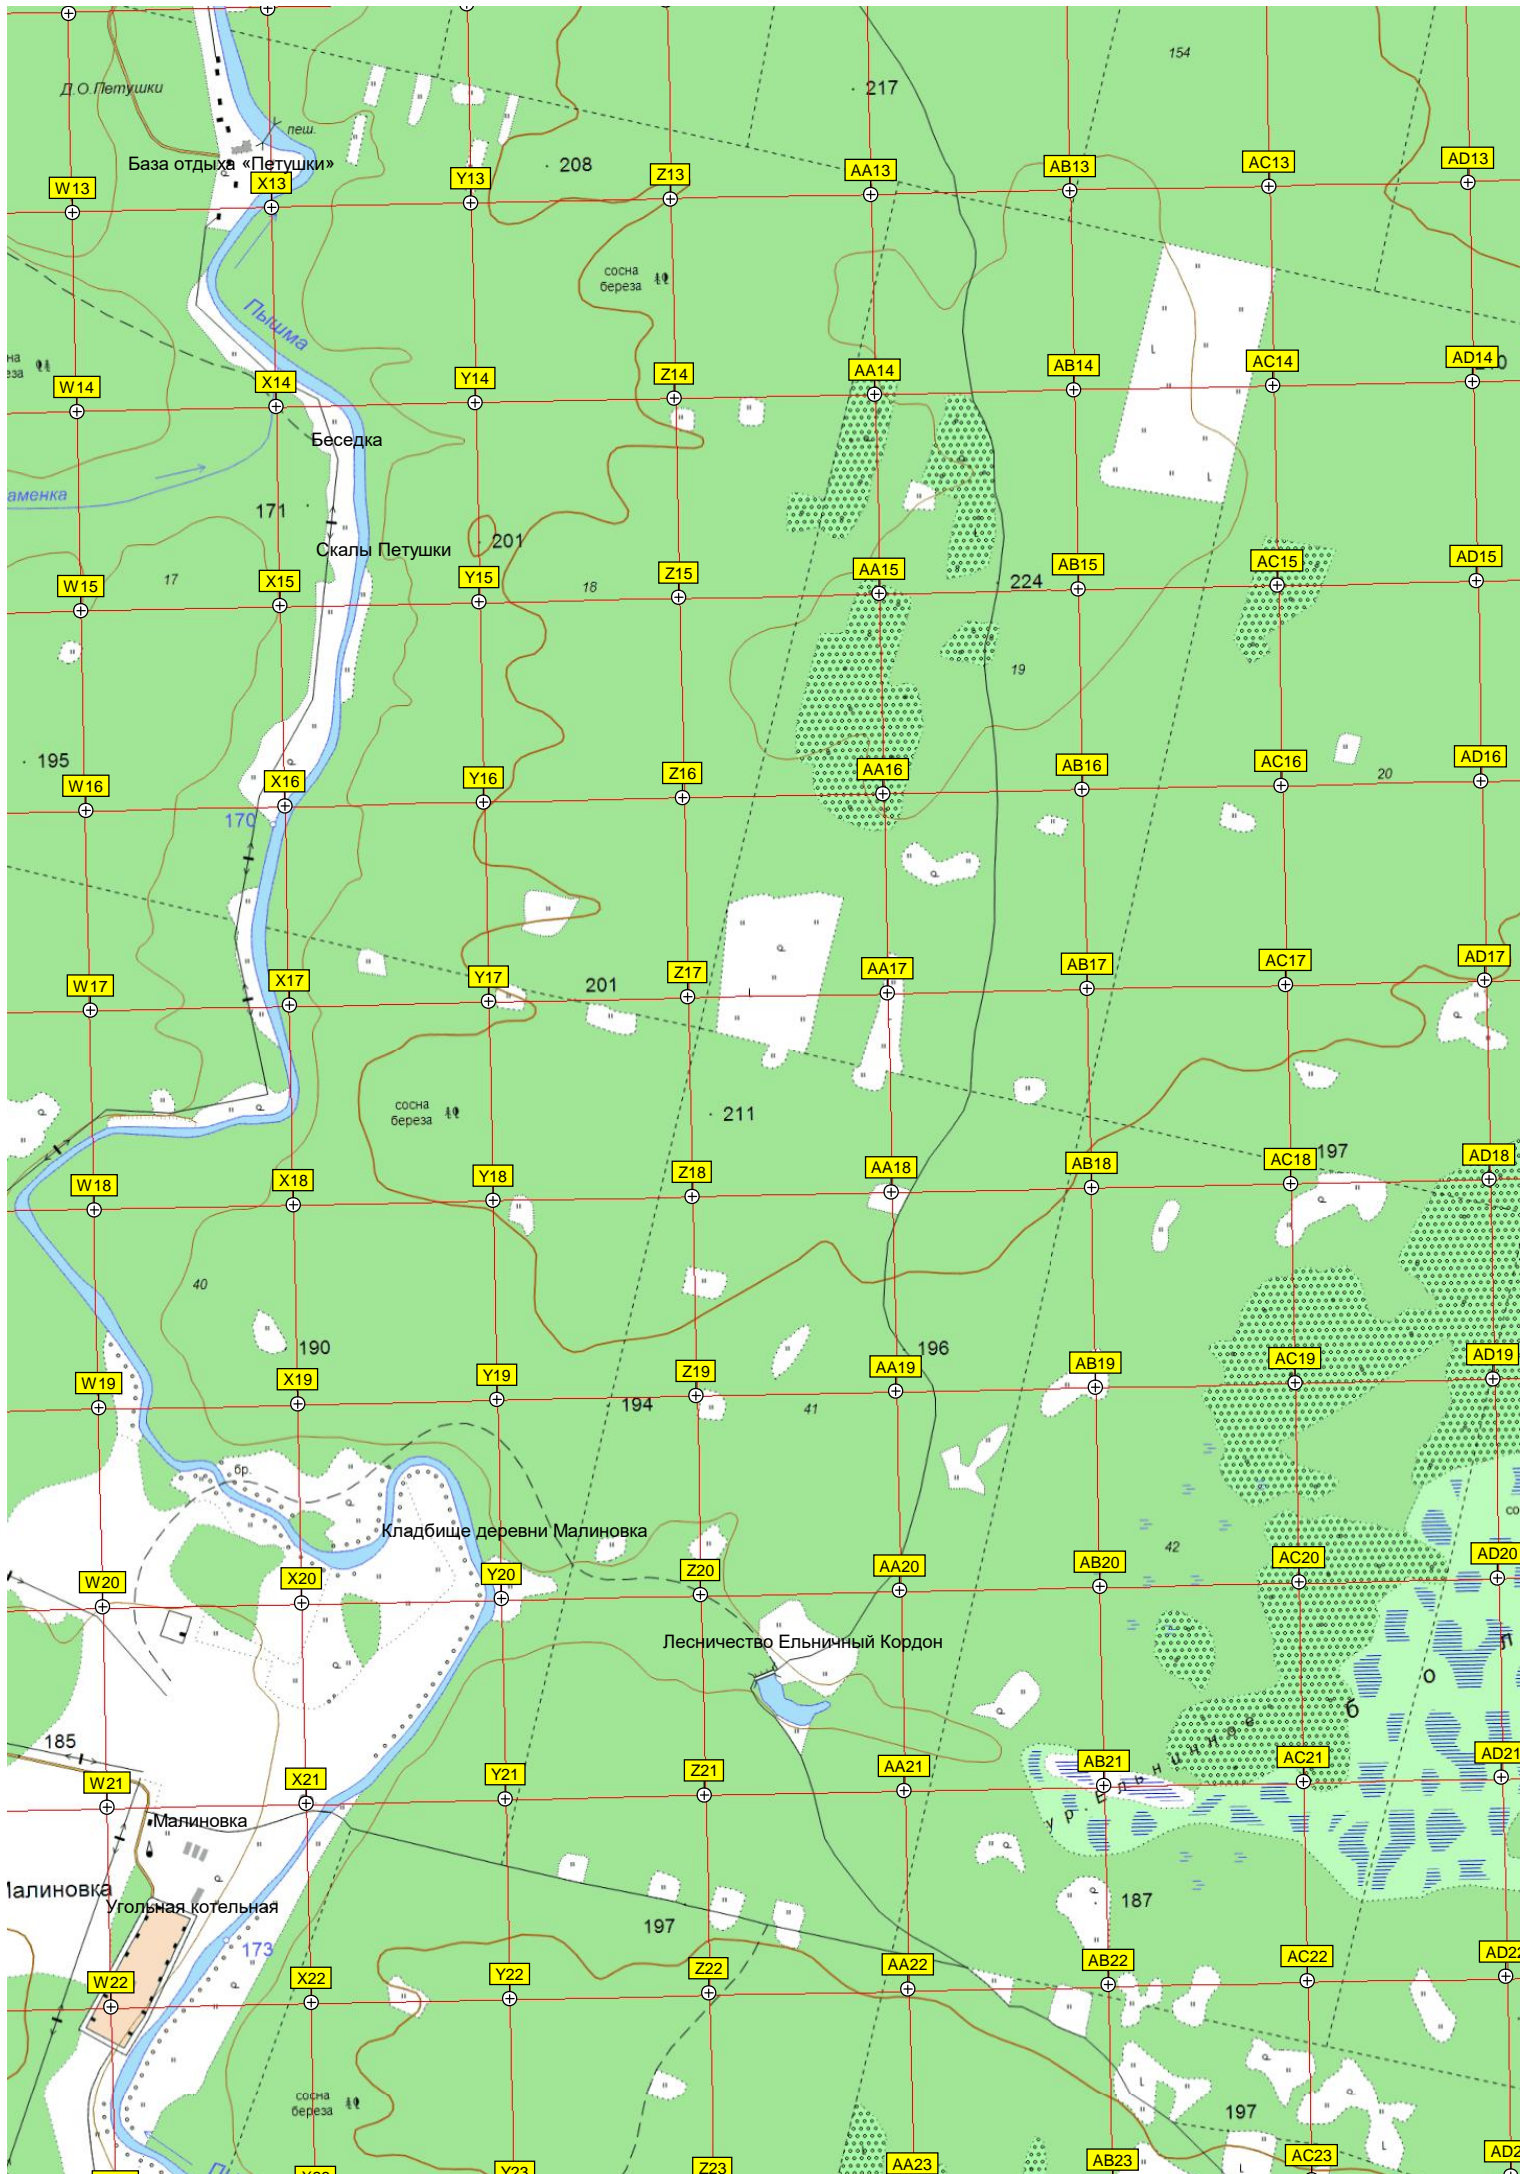 154
217
Д.О.Петушки
пеш.
База отдыха «Петушки»
208
W13
X13
Y13
Z13
AA13
AB13
AC13
AD13
сосна
береза
Пышма
W14
X14
Y14
Z14
AA14
AB14
AC14
AD14
Беседка
аменка
171
201
Скалы Петушки
17
18
224
W15
X15
Y15
Z15
AA15
AB15
AC15
AD15
19
195
20
W16
X16
Y16
Z16
AA16
AB16
AC16
AD16
170
201
W17
X17
Y17
Z17
AA17
AB17
AC17
AD17
сосна
береза
211
197
W18
X18
Y18
Z18
AA18
AB18
AC18
AD18
40
190
196
W19
X19
Y19
Z19
AA19
AB19
AC19
AD19
194
41
бр.
Кладбище деревни Малиновка
42
W20
X20
Y20
Z20
AA20
AB20
AC20
AD20
Лесничество Ельничный Кордон
ур. Ельничное
б о л
185
W21
X21
Y21
Z21
AA21
AB21
AC21
AD21
Малиновка
алиновка
Угольная котельная
187
197
173
W22
X22
Y22
Z22
AA22
AB22
AC22
AD22
сосна
береза
197
Y23
Z23
AA23
AB23
AC23